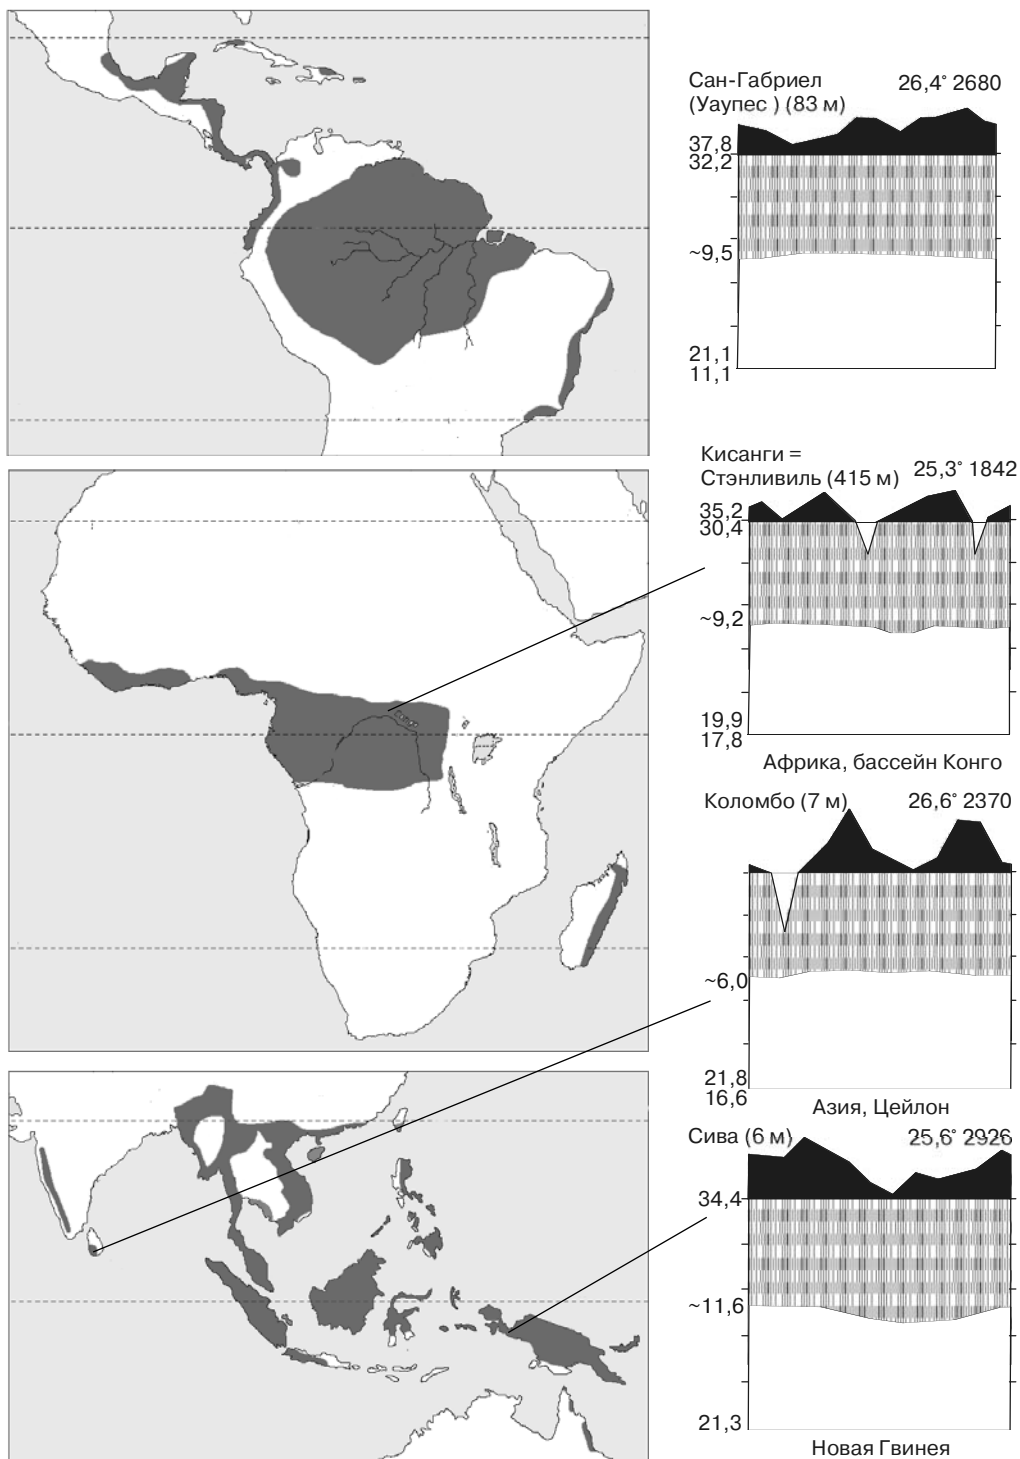 Сан-Габриел 26,4° 2680
(Уаупес ) (83 м)
37,8
32,2
~9,5
21,1
11,1
Кисанги =
Стэнливиль (415 м) 25,3° 1842
35,2
30,4
~9,2
19,9
17,8
Африка, бассейн Конго
Коломбо (7 м) 26,6° 2370
~6,0
21,8
16,6
Азия, Цейлон
Сива (6 м) 25,6° 2926
34,4
~11,6
21,3
Новая Гвинея